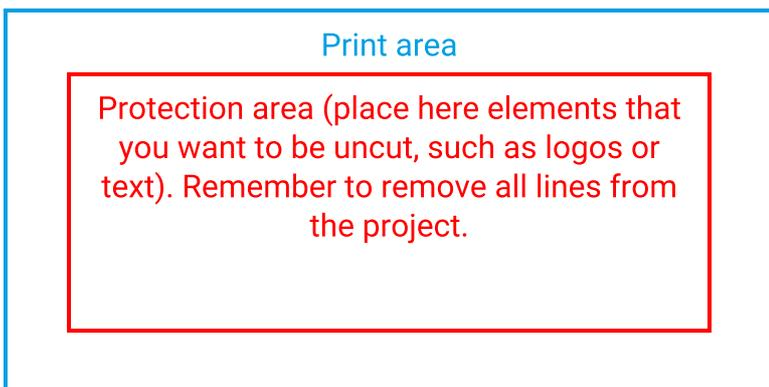 Print area
Protection area (place here elements that
you want to be uncut, such as logos or
text). Remember to remove all lines from
the project.